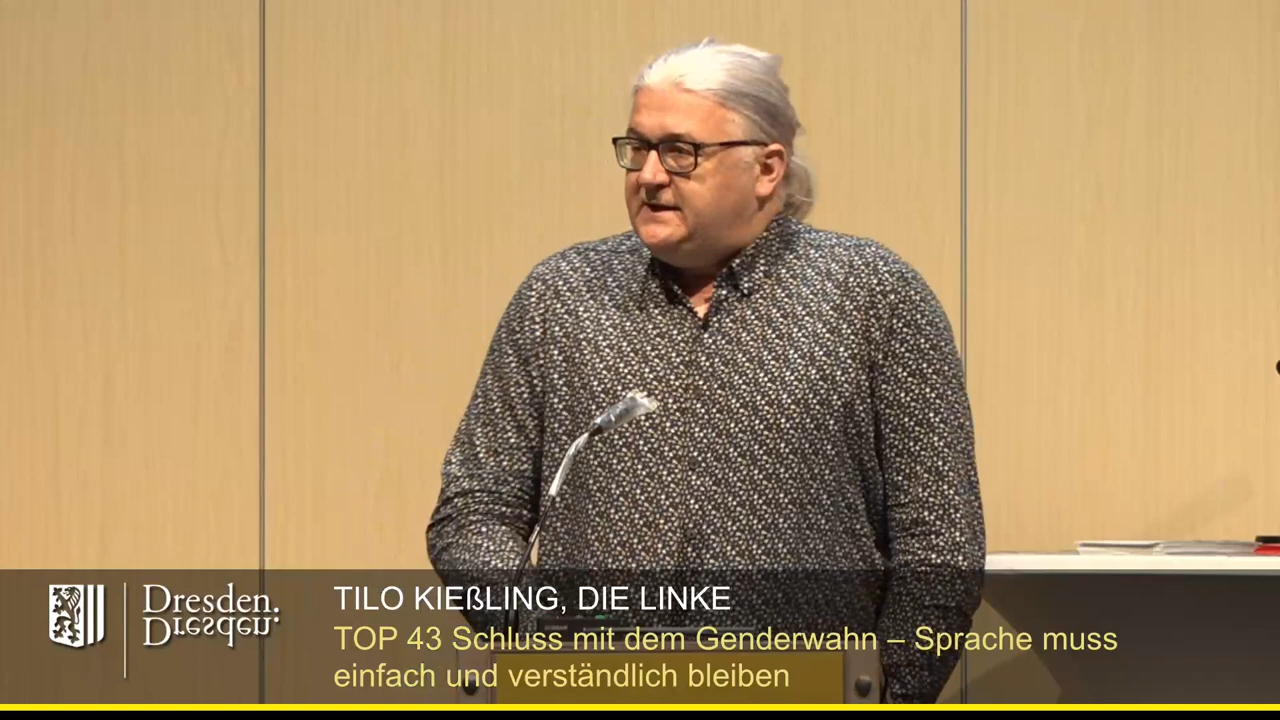 Dresden.
Dresden.
TILO KIEßLING, DIE LINKE
TOP 43 Schluss mit dem Genderwahn – Sprache muss
einfach und verständlich bleiben